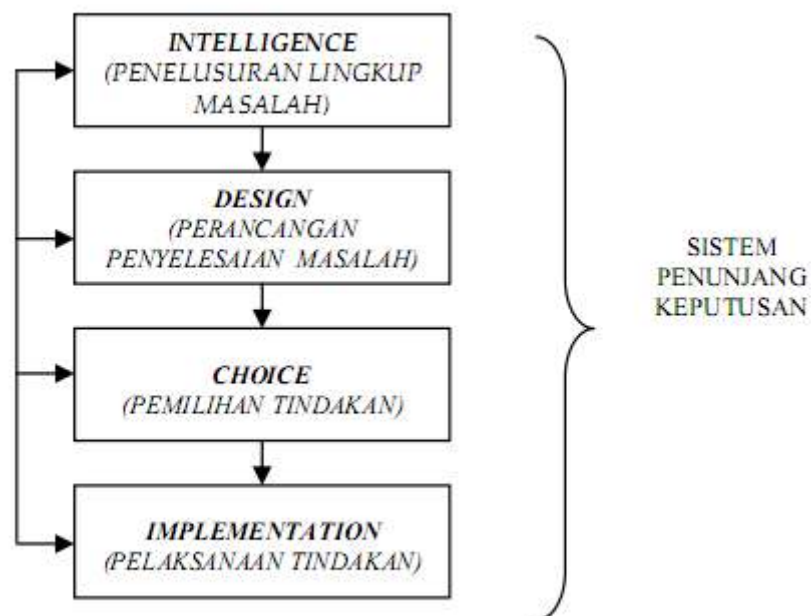 INTELLIGENCE
(PENELUSURAN LINGKUP
MASALAH)
DESIGN
(PERANCANGAN
PENYELESAIAN MASALAH)
CHOICE
(PEMILIHAN TINDAKAN)
IMPLEMENTATION
(PELAKSANAAN TINDAKAN)
SISTEM
PENUNJANG
KEPUTUSAN